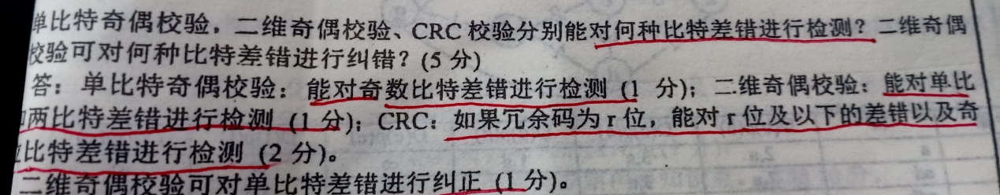 单比特奇偶校验，二维奇偶校验、CRC 校验分别能对何种比特差错进行检测？二维奇偶
校验可对何种比特差错进行纠错？(5 分)
答：单比特奇偶校验：能对奇数比特差错进行检测 (1 分)；二维奇偶校验：能对单比
两比特差错进行检测 (1 分)；CRC：如果冗余码为 r 位，能对 r 位及以下的差错以及奇
比特差错进行检测 (2 分)。
二维奇偶校验可对单比特差错进行纠正 (1 分)。